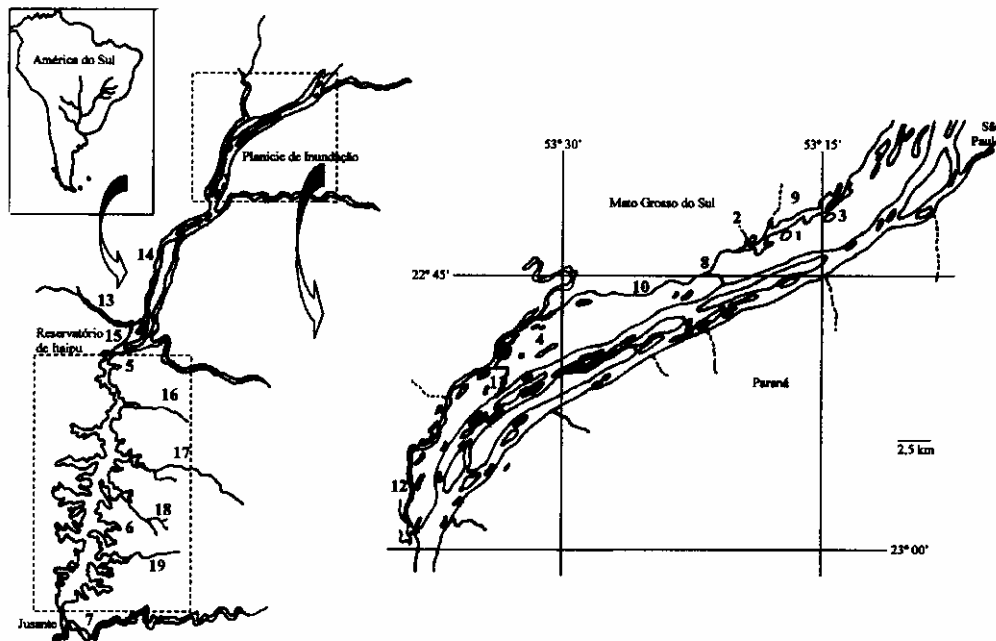 América do
Sul
Planície de Inundação
14
13
Reservatório
de Itaipu
15
5
16
17
18
6
19
Jusante
7
53° 30'
53° 15'
São
Paulo
Mato Grosso do Sul
9
2
1
3
8
22° 45'
10
4
11
Paraná
2,5 km
12
23° 00'